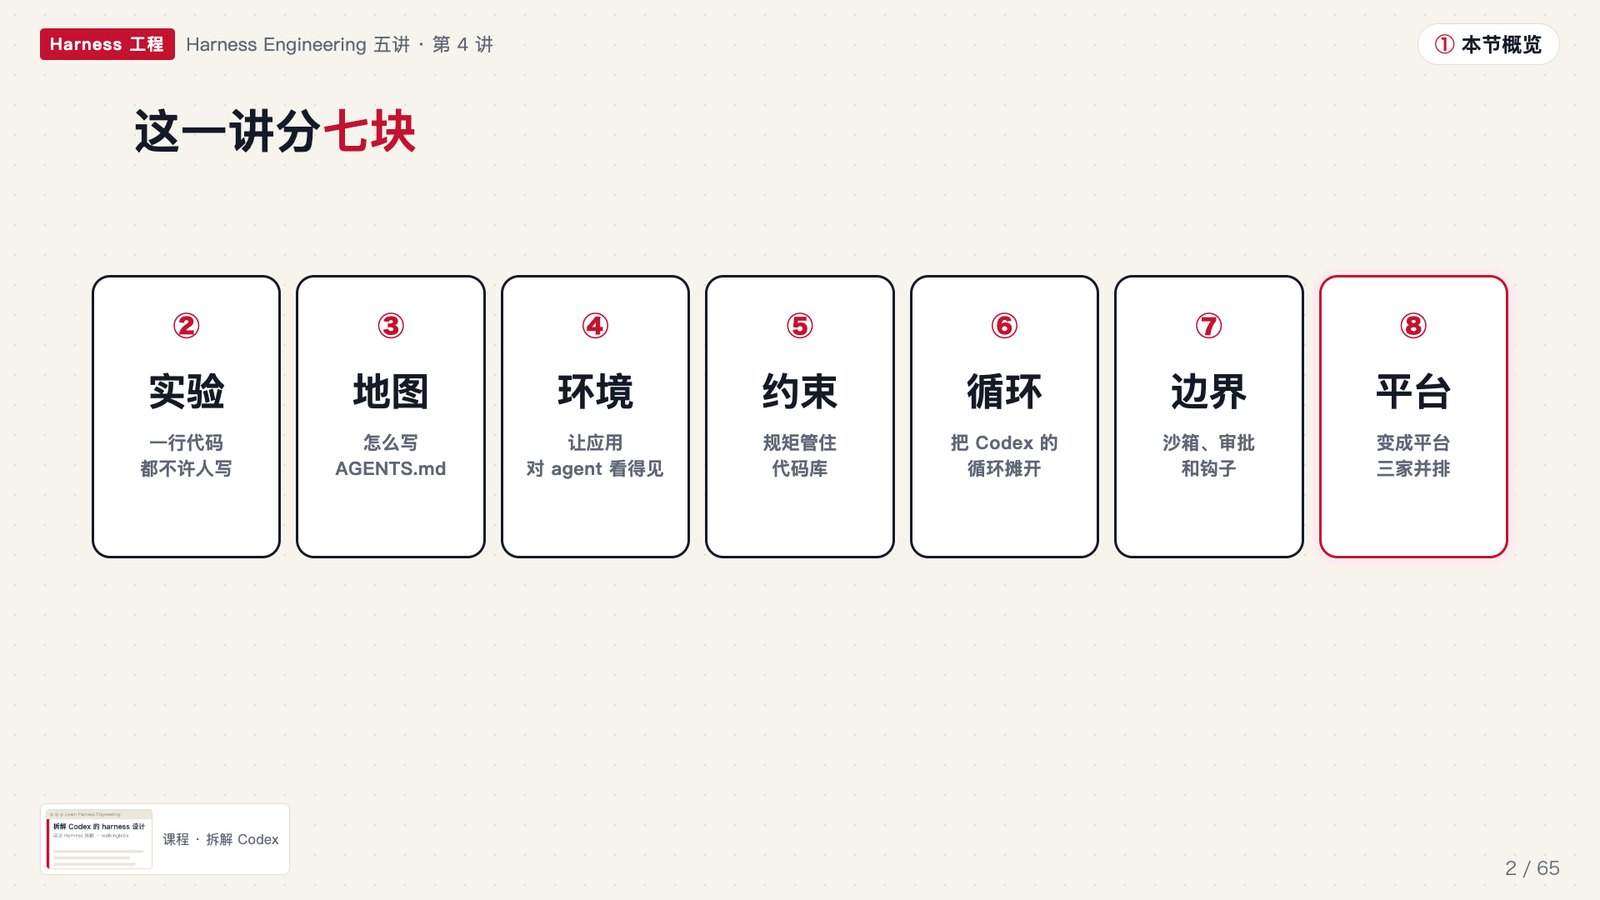 Harness 工程
Harness Engineering 五讲 · 第 4 讲
① 本节概览
这一讲分七块
②
实验
一行代码
都不许人写
③
地图
怎么写
AGENTS.md
④
环境
让应用
对 agent 看得见
⑤
约束
规矩管住
代码库
⑥
循环
把 Codex 的
循环摊开
⑦
边界
沙箱、审批
和钩子
⑧
平台
变成平台
三家并排
Learn Harness Engineering
拆解 Codex 的 harness 设计
课程 · 拆解 Codex
2 / 65